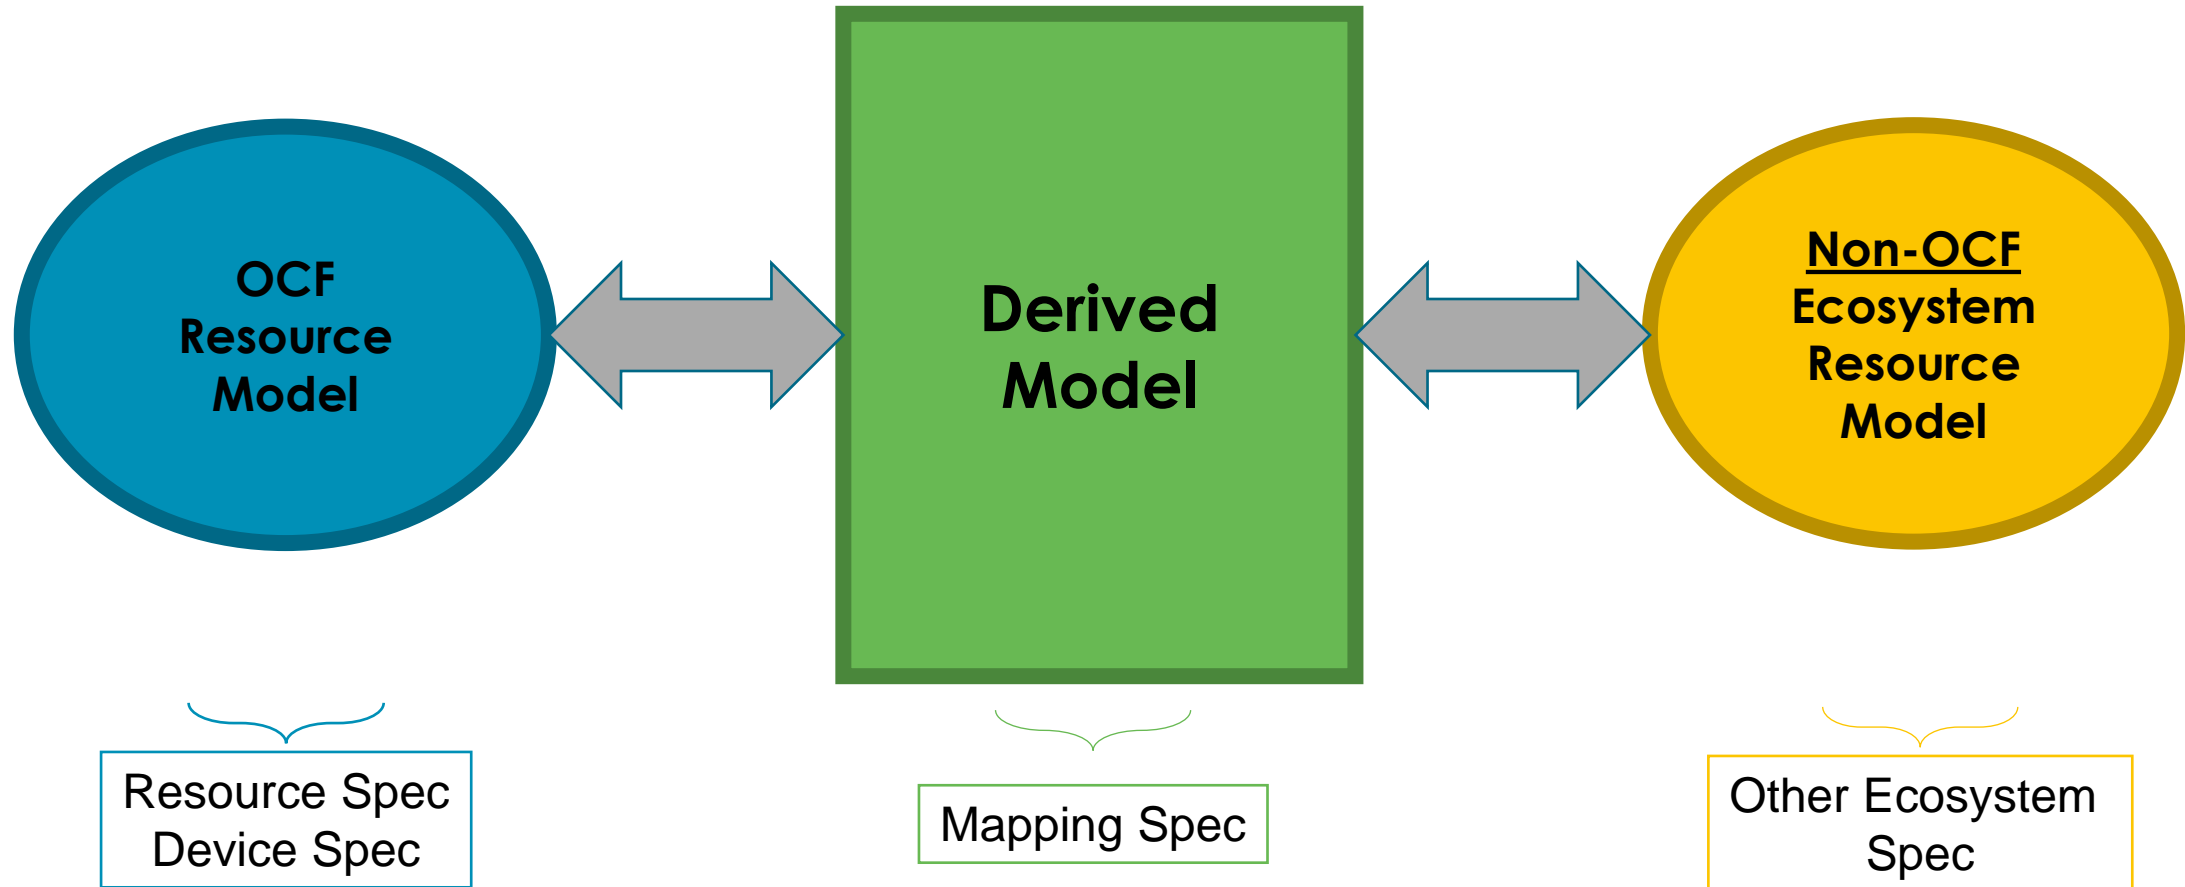 OCF
Resource
Model
Derived
Model
Non-OCF
Ecosystem
Resource
Model
Resource Spec
Device Spec
Mapping Spec
Other Ecosystem
Spec